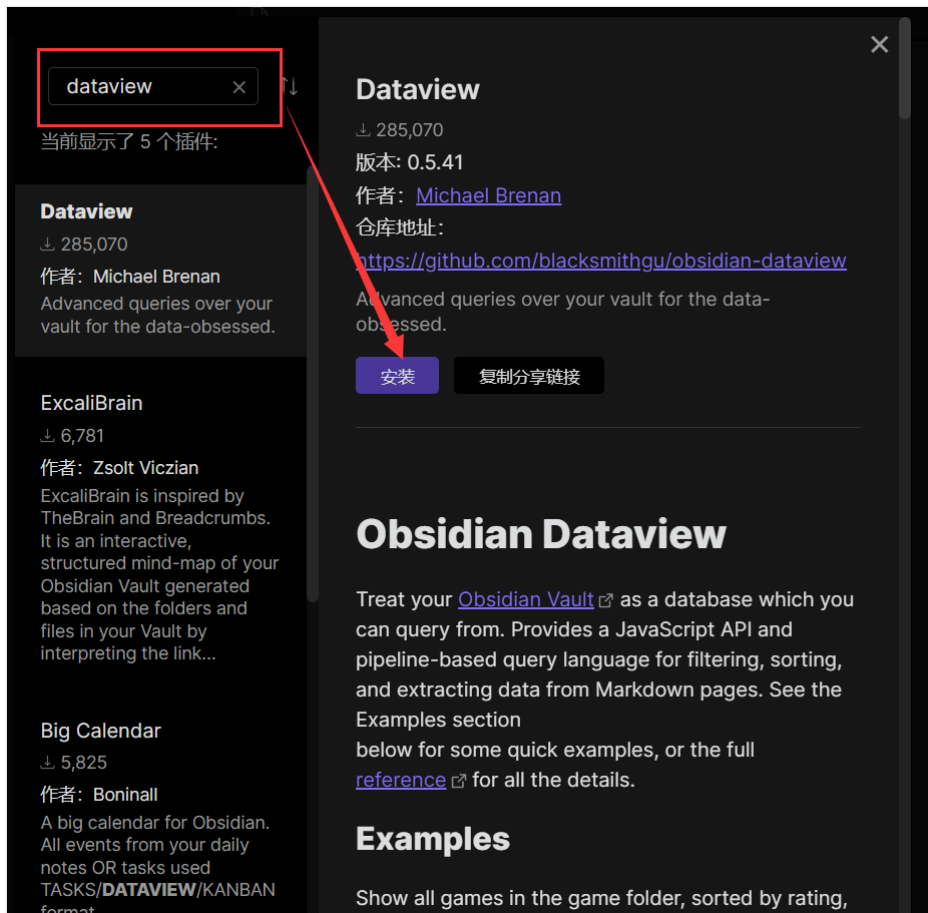 dataview
当前显示了 5 个插件:
Dataview
285,070
作者：Michael Brenan
Advanced queries over your
vault for the data-obsessed.
ExcaliBrain
6,781
作者：Zsolt Viczian
ExcaliBrain is inspired by
TheBrain and Breadcrumbs.
It is an interactive,
structured mind-map of your
Obsidian Vault generated
based on the folders and
files in your Vault by
interpreting the link...
Big Calendar
5,825
作者：Boninall
A big calendar for Obsidian.
All events from your daily
notes OR tasks used
TASKS/DATAVIEW/KANBAN
format
Dataview
285,070
版本: 0.5.41
作者：Michael Brenan
仓库地址：
https://github.com/blacksmithgu/obsidian-dataview
Advanced queries over your vault for the data-
obsessed.
安装
复制分享链接
Obsidian Dataview
Treat your Obsidian Vault as a database which you
can query from. Provides a JavaScript API and
pipeline-based query language for filtering, sorting,
and extracting data from Markdown pages. See the
Examples section
below for some quick examples, or the full
reference for all the details.
Examples
Show all games in the game folder, sorted by rating,